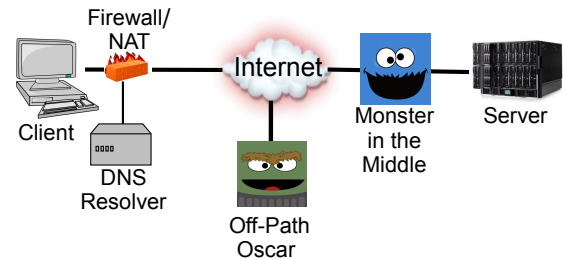 Firewall/
NAT
Internet
Client
DNS
Resolver
Monster
in the
Middle
Server
Off-Path
Oscar